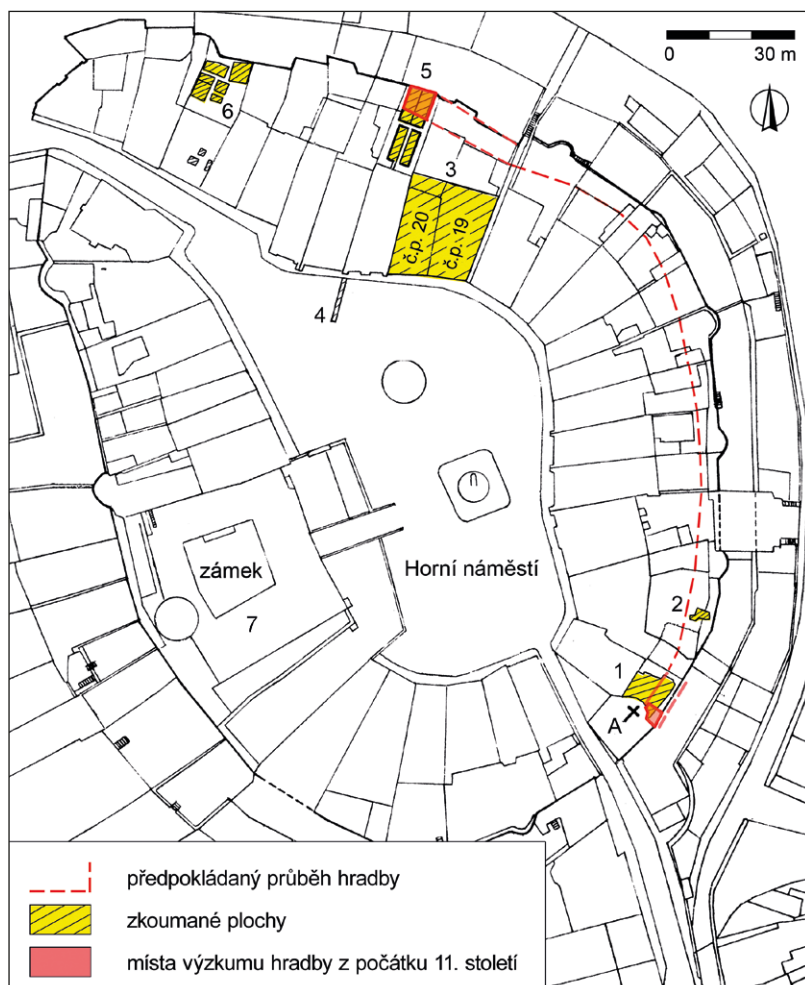 0 30 m
5
6
3
č.p. 20
č.p. 19
4
zámek
Horní náměstí
7
2
1
A
předpokládaný průběh hradby
zkoumané plochy
místa výzkumu hradby z počátku 11. století